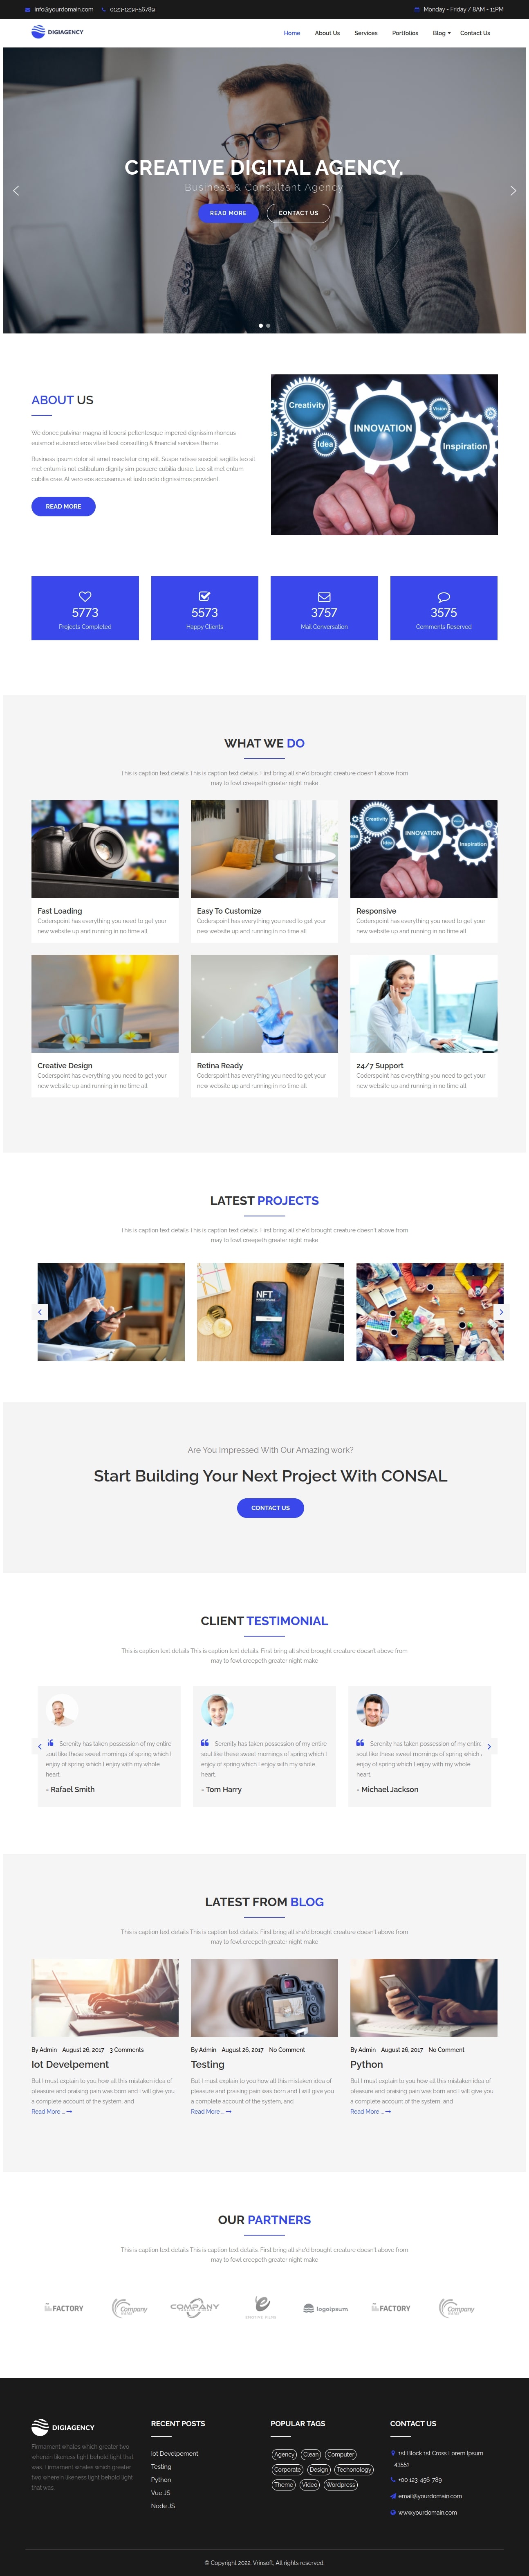 info@yourdomain.com 0123-1234-56789 Monday - Friday / 8AM - 11PM
DIGIAGENCY Home About Us Services Portfolios Blog Contact Us
CREATIVE DIGITAL AGENCY.
Business & Consultant Agency
READ MORE CONTACT US
ABOUT US
We donec pulvinar magna id leoersi pellentesque impered dignissim rhoncus
euismod euismod eros vitae best consulting & financial services theme .
Business ipsum dolor sit amet nsectetur cing elit. Suspe ndisse suscipit sagittis leo sit
met entum is not estibulum dignity sim posuere cubilia durae. Leo sit met entum
cubilia crae. At vero eos accusamus et iusto odio dignissimos provident.
READ MORE
Creativity
Idea
INNOVATION
Vision
Inspiration
5773
Projects Completed
5573
Happy Clients
3757
Mail Conversation
3575
Comments Reserved
WHAT WE DO
This is caption text details This is caption text details. First bring all she'd brought creature doesn't above from
may to fowl creepeth greater night make
Creativity
Idea
INNOVATION
Vision
Inspiration
Fast Loading
Coderspoint has everything you need to get your
new website up and running in no time all.
Easy To Customize
Coderspoint has everything you need to get your
new website up and running in no time all.
Responsive
Coderspoint has everything you need to get your
new website up and running in no time all
Creative Design
Coderspoint has everything you need to get your
new website up and running in no time all.
Retina Ready
Coderspoint has everything you need to get your
new website up and running in no time all
24/7 Support
Coderspoint has everything you need to get your
new website up and running in no time all
LATEST PROJECTS
This is caption text details This is caption text details. First bring all she'd brought creature doesn't above from
may to fowl creepeth greater night make
NFT
Are You Impressed With Our Amazing work?
Start Building Your Next Project With CONSAL
CONTACT US
CLIENT TESTIMONIAL
This is caption text details This is caption text details. First bring all she'd brought creature doesn't above from
may to fowl creepeth greater night make
Serenity has taken possession of my entire
soul like these sweet mornings of spring which I
enjoy of spring which I enjoy with my whole
heart.
- Rafael Smith
Serenity has taken possession of my entire
soul like these sweet mornings of spring which I
enjoy of spring which I enjoy with my whole
heart.
- Tom Harry
Serenity has taken possession of my entire
soul like these sweet mornings of spring which
enjoy of spring which I enjoy with my whole
heart.
- Michael Jackson
LATEST FROM BLOG
This is caption text details This is caption text details. First bring all she'd brought creature doesn't above from
may to fowl creepeth greater night make
By Admin August 26, 2017 3 Comments
Iot Develpement
But I must explain to you how all this mistaken idea of
pleasure and praising pain was born and I will give you
a complete account of the system, and
Read More ...
By Admin August 26, 2017 No Comment
Testing
But I must explain to you how all this mistaken idea of
pleasure and praising pain was born and I will give you
a complete account of the system, and
Read More ...
By Admin August 26, 2017 No Comment
Python
But I must explain to you how all this mistaken idea of
pleasure and praising pain was born and I will give you
a complete account of the system, and
Read More ...
OUR PARTNERS
This is caption text details This is caption text details. First bring all she'd brought creature doesn't above from
may to fowl creepeth greater night make
FACTORY Company COMPANY logoipsum FACTORY Company
DIGIAGENCY
Firmament whales which greater two
wherein likeness light behold light that
was. Firmament whales which greater
two wherein likeness light behold light
that was.
RECENT POSTS
Iot Develpement
Testing
Python
Vue JS
Node JS
POPULAR TAGS
Agency Clean Computer
Corporate Design Techonology
Theme Video Wordpress
CONTACT US
1st Block 1st Cross Lorem Ipsum
43551
+00 123-456-789
email@yourdomain.com
www.yourdomain.com
© Copyright 2022. Vrinsoft, All rights reserved.